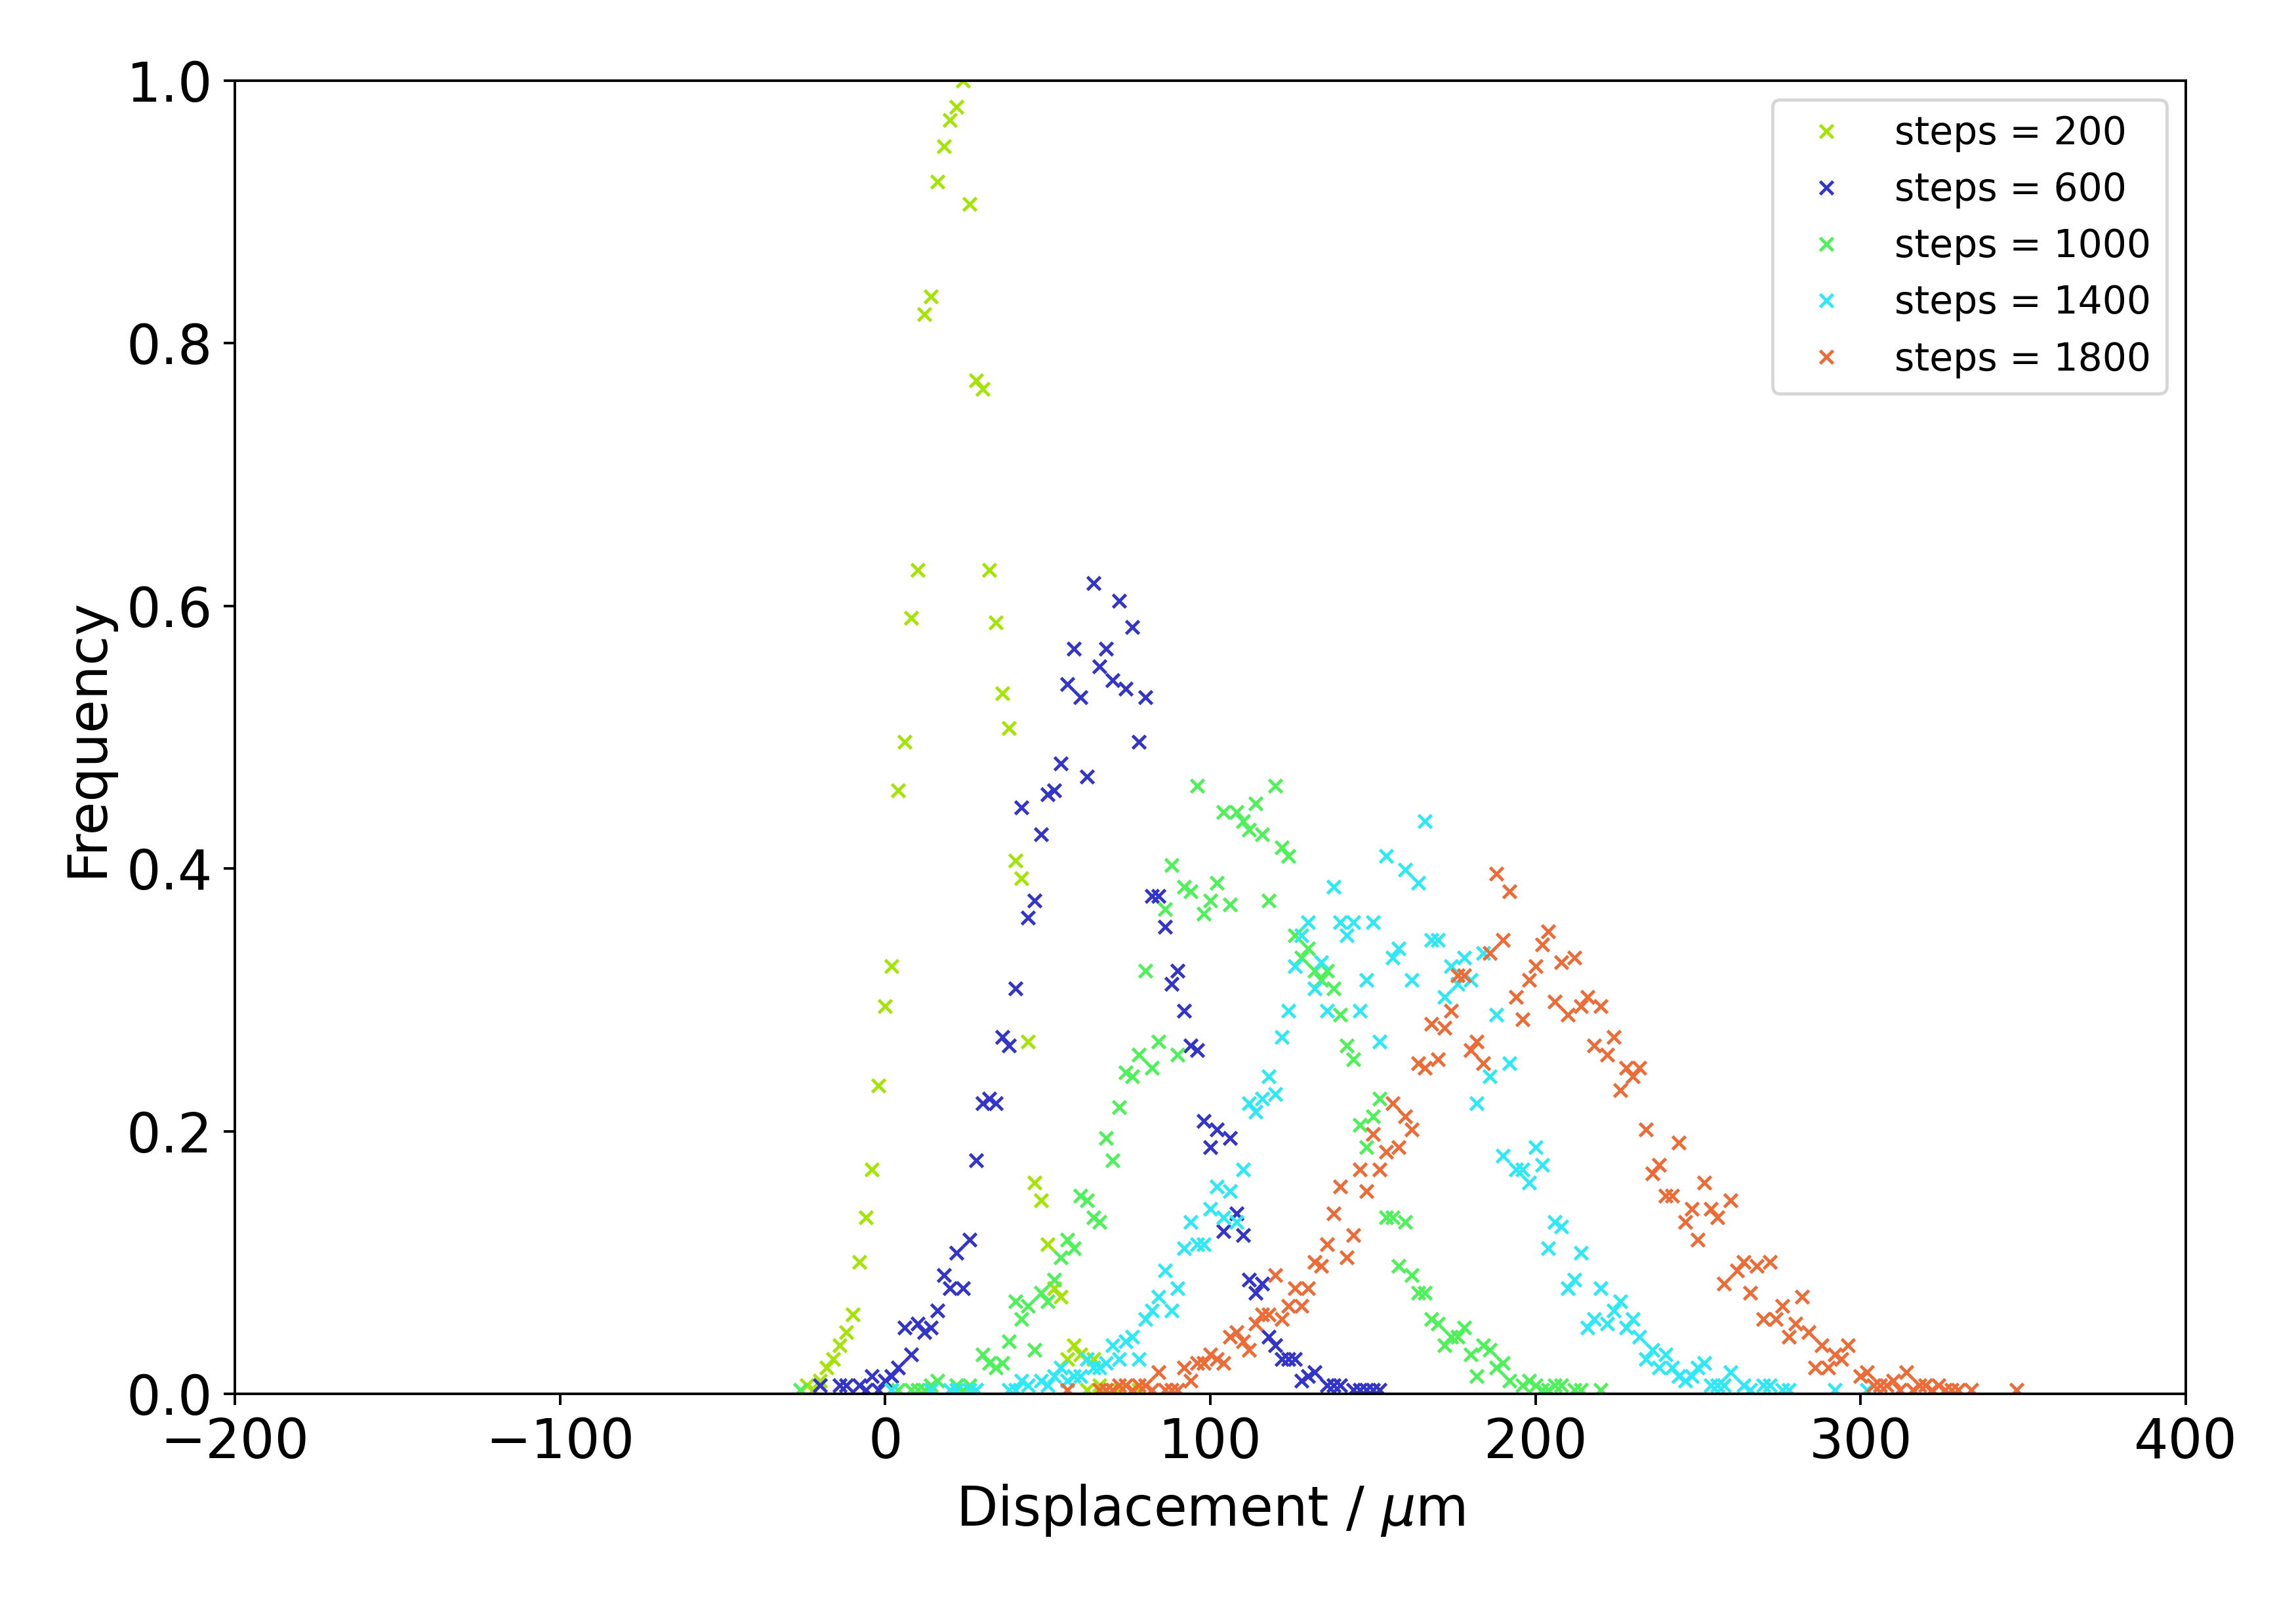 1.0
0.8
0.6
0.4
0.2
0.0
Frequency
−200
−100
0
100
200
300
400
Displacement / μm
steps = 200
steps = 600
steps = 1000
steps = 1400
steps = 1800